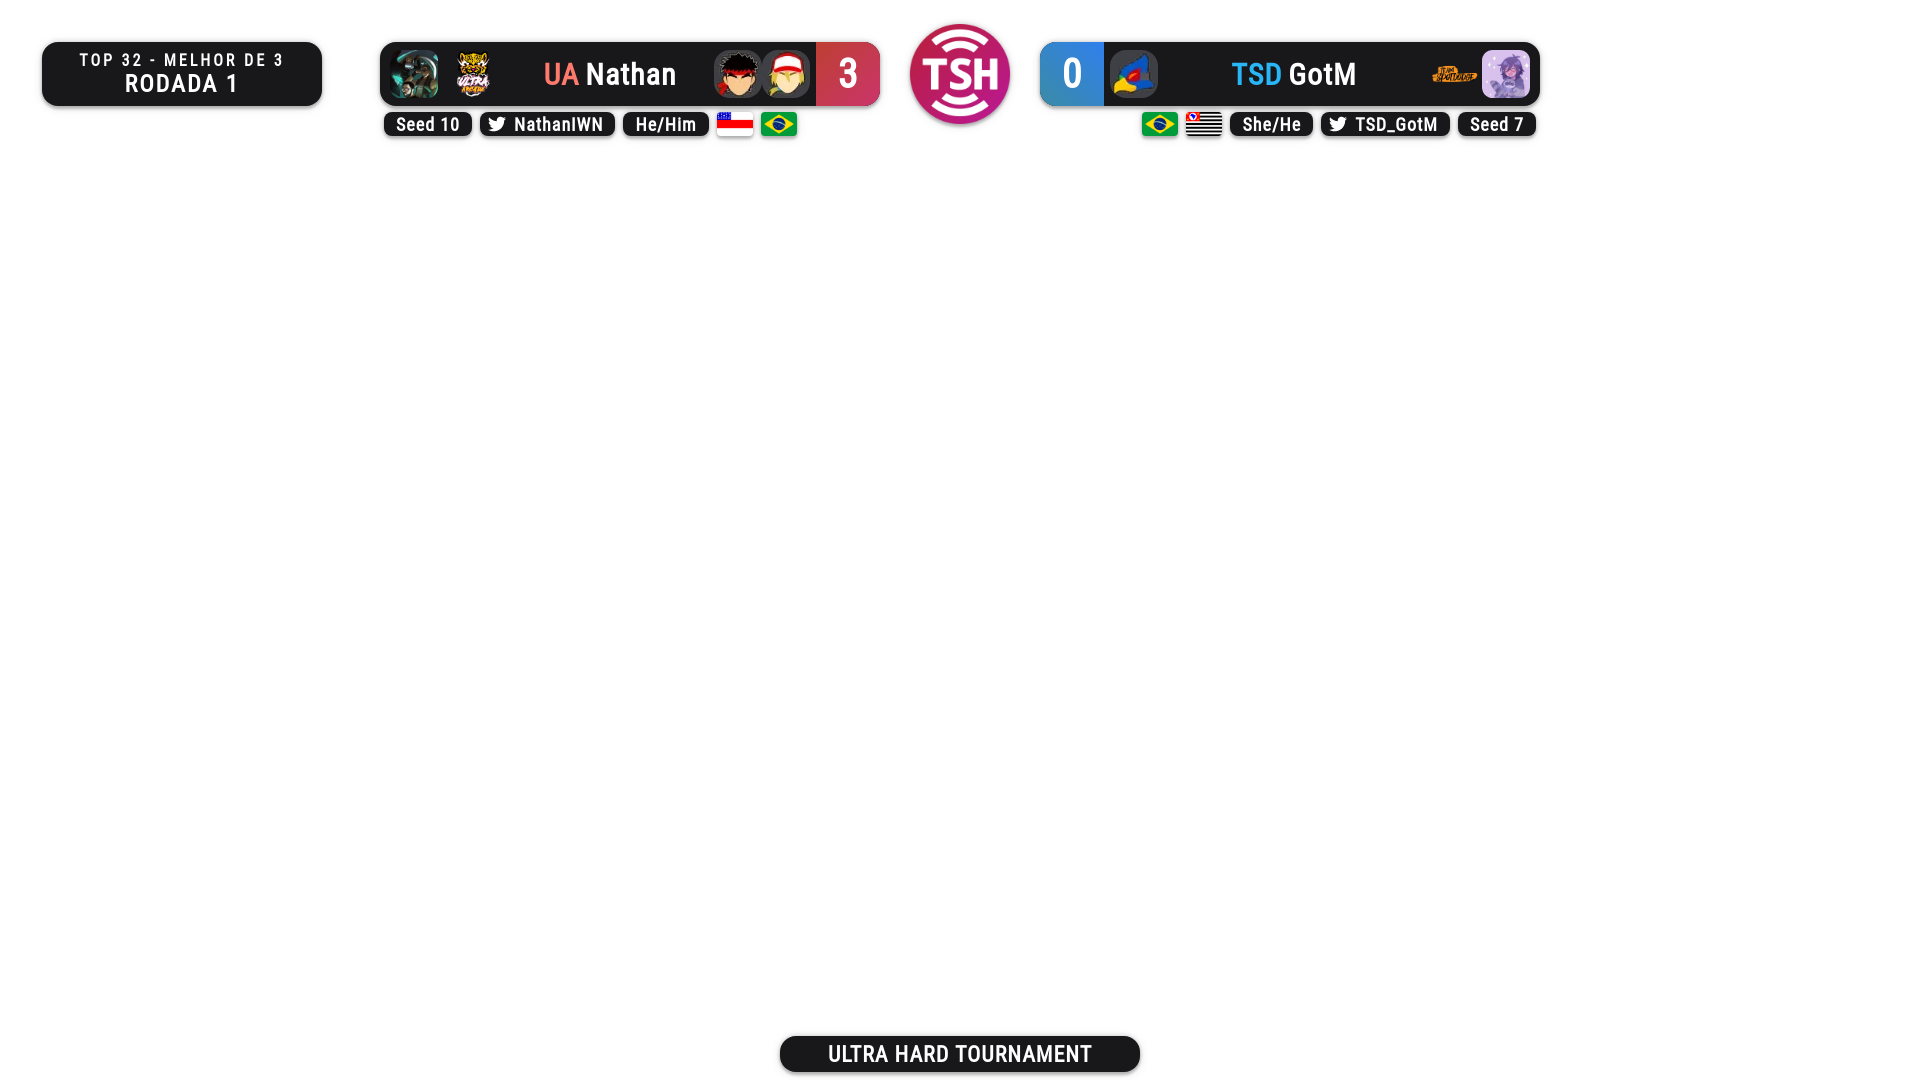 TOP 32 - MELHOR DE 3
RODADA 1
UA Nathan
3
TSH
0
TSD GotM
Seed 10
NathanIWN
He/Him
She/He
TSD_GotM
Seed 7
ULTRA HARD TOURNAMENT